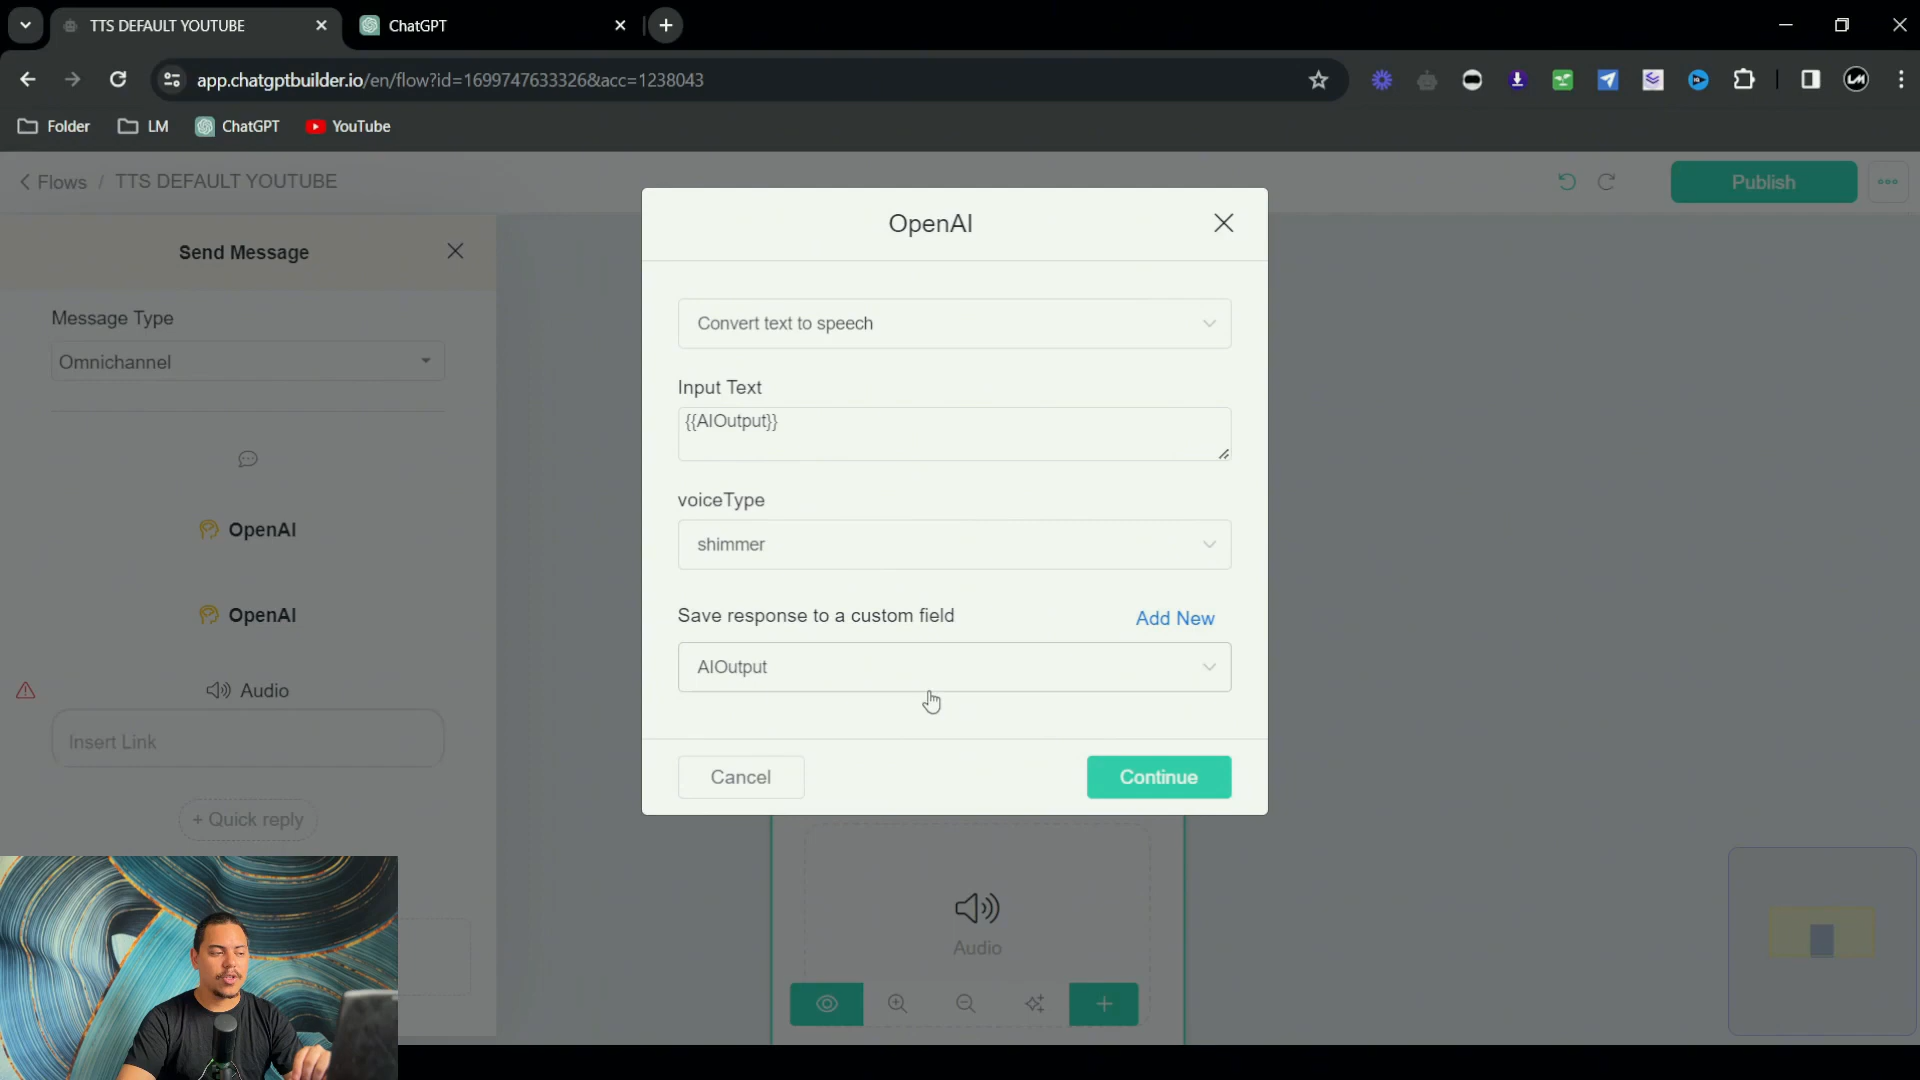 TTS DEFAULT YOUTUBE
ChatGPT
app.chatgptbuilder.io/en/flow?id=1699747633326&acc=1238043
Folder
LM
ChatGPT
YouTube
Flows / TTS DEFAULT YOUTUBE
Publish
Send Message
Message Type
Omnichannel
OpenAI
OpenAI
Audio
Insert Link
+ Quick reply
OpenAI
Convert text to speech
Input Text
{{AIOutput}}
voiceType
shimmer
Save response to a custom field
Add New
AIOutput
Cancel
Continue
Audio